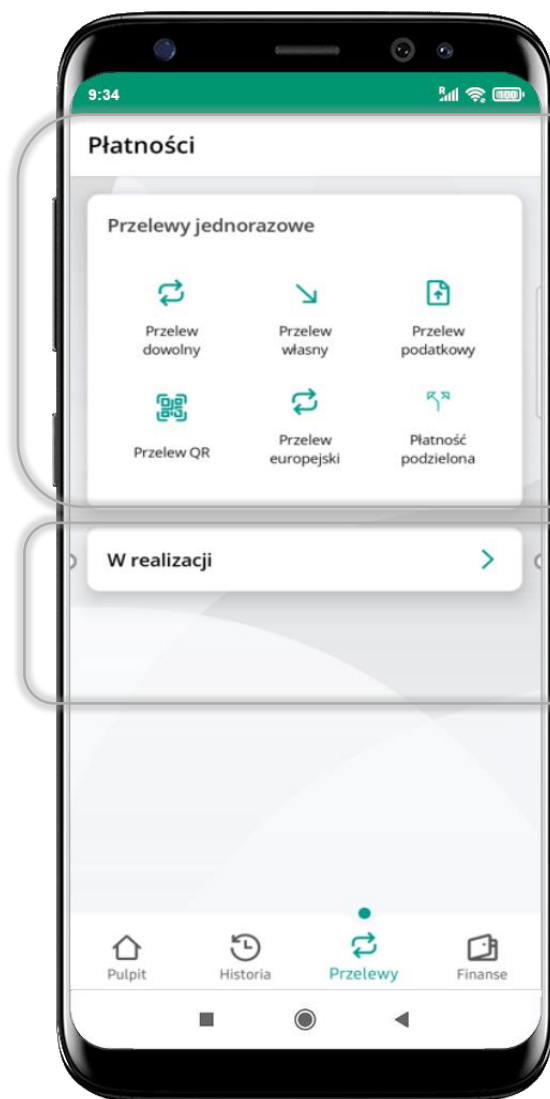 9:34
R
100
Płatności
Przelewy jednorazowe
Przelew
dowolny
Przelew
własny
Przelew
podatkowy
Przelew QR
Przelew
europejski
Płatność
podzielona
W realizacji
Pulpit
Historia
Przelewy
Finanse